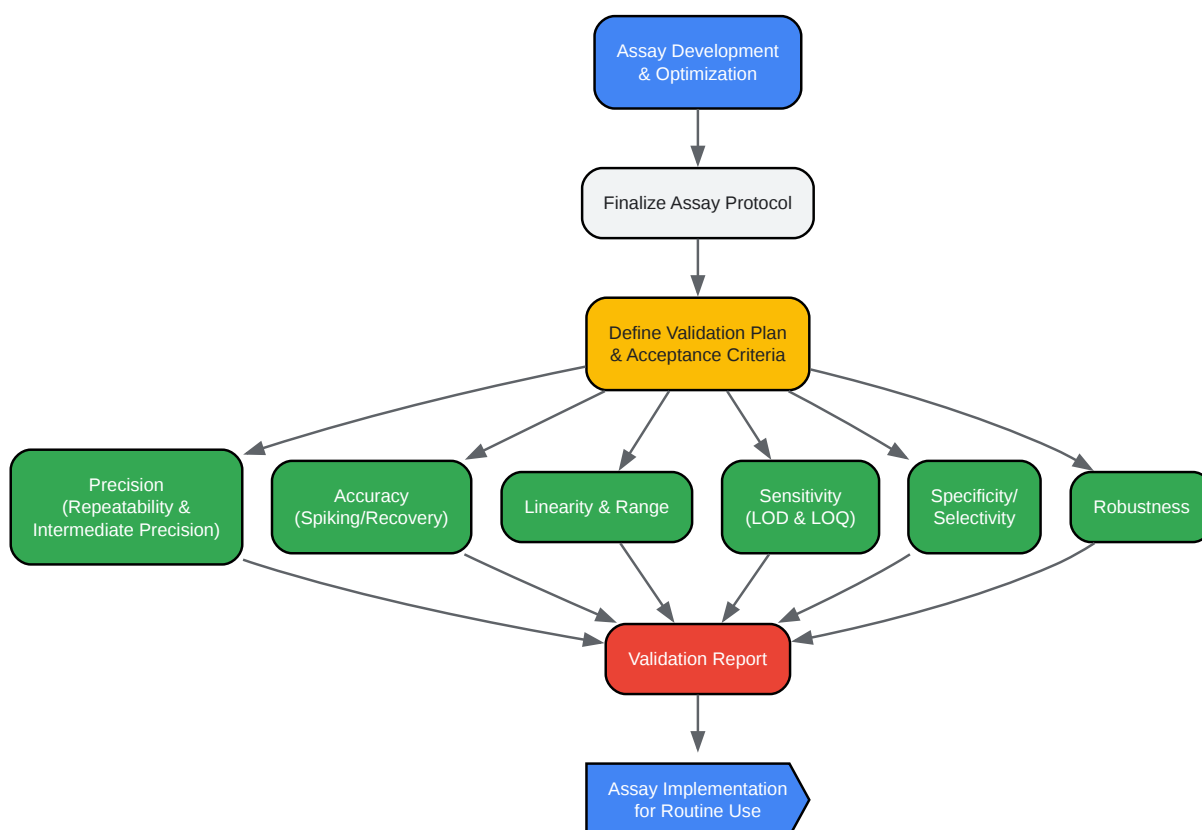 Assay Development
& Optimization
Finalize Assay Protocol
Define Validation Plan
& Acceptance Criteria
Precision
(Repeatability &
Intermediate Precision)
Accuracy
(Spiking/Recovery)
Linearity & Range
Sensitivity
(LOD & LOQ)
Specificity/
Selectivity
Robustness
Validation Report
Assay Implementation
for Routine Use